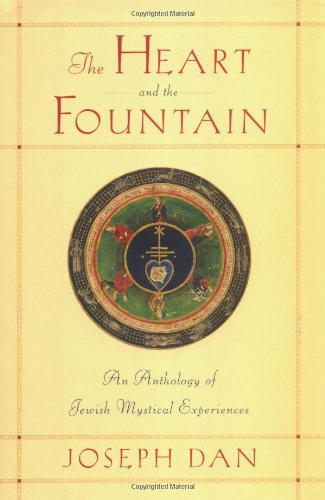 The HEART
and the
FOUNTAIN
An Anthology of
Jewish Mystical Experiences
JOSEPH DAN